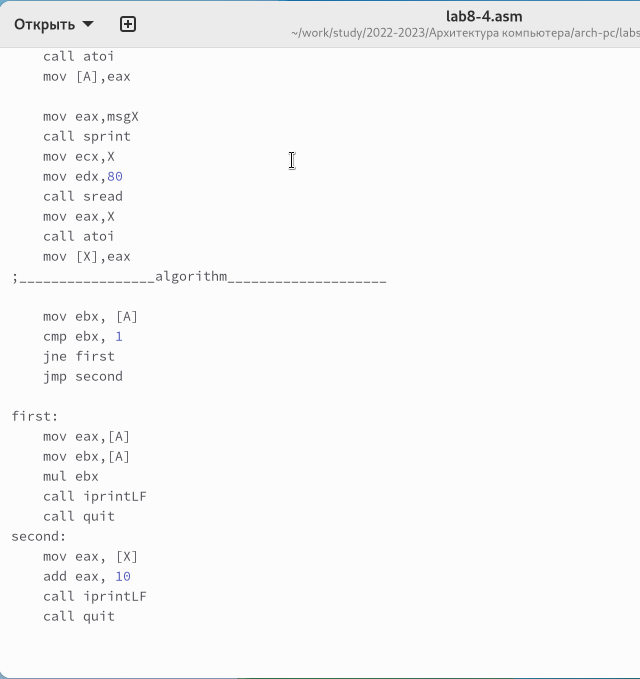 Открыть
lab8-4.asm
~/work/study/2022-2023/Архитектура компьютера/arch-pc/labs
call atoi
mov [A],eax
mov eax,msgX
call sprint
mov ecx,X
mov edx,80
call sread
mov eax,X
call atoi
mov [X],eax
;_________________algorithm____________________
mov ebx, [A]
cmp ebx, 1
jne first
jmp second
first:
mov eax,[A]
mov ebx,[A]
mul ebx
call iprintLF
call quit
second:
mov eax, [X]
add eax, 10
call iprintLF
call quit